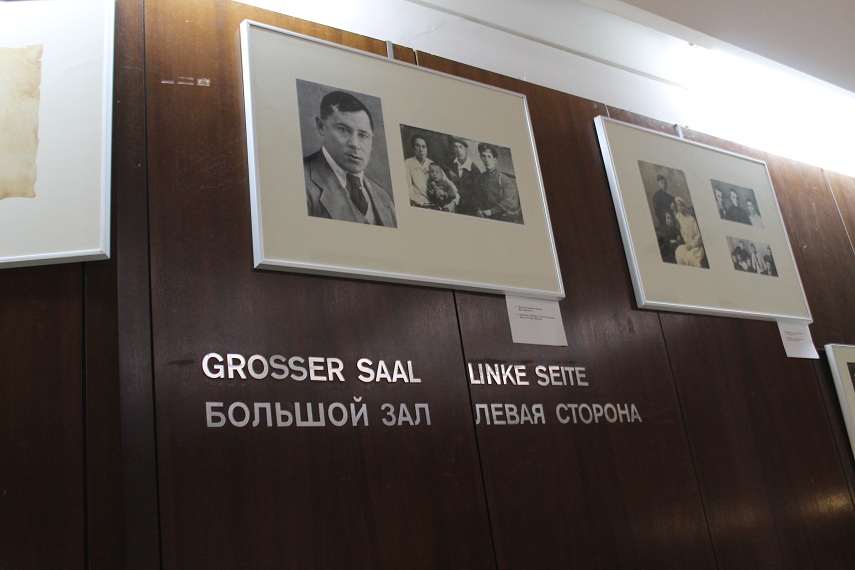 GROSSER SAAL LINKE SEITE
БОЛЬШОЙ ЗАЛ ЛЕВАЯ СТОРОНА